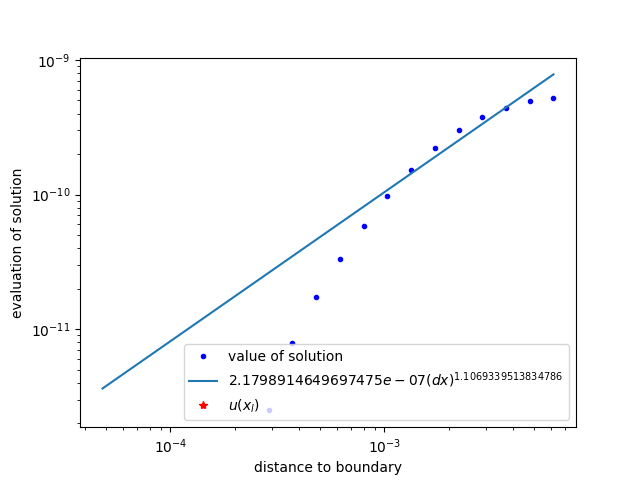 10⁻⁹
10⁻¹⁰
10⁻¹¹
evaluation of solution
value of solution
2.1798914649697475e − 07(dx)^1.1069339513834786
u(x_l)
10⁻⁴ 10⁻³
distance to boundary